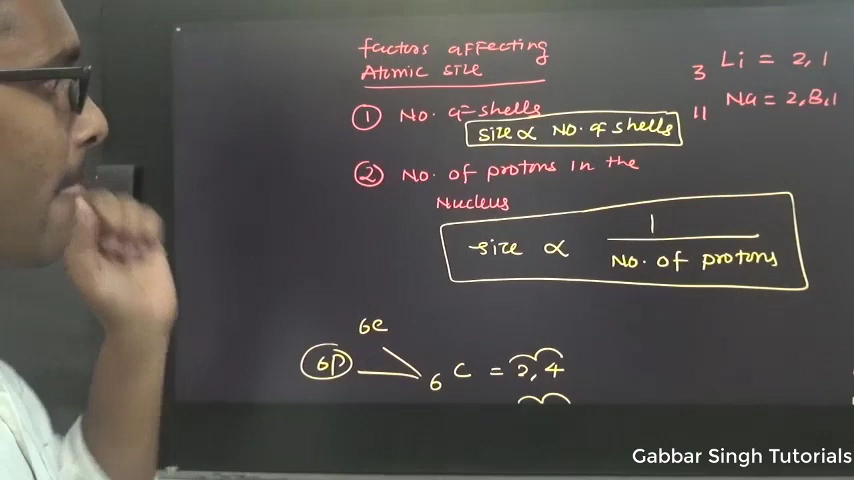 factors affecting
Atomic size
① No. of shells
size ∝ No. of shells
② No. of protons in the
Nucleus
size ∝ 1 / No. of protons
3 Li = 2, 1
11 Na = 2, 8, 1
6e
6p
6 C = 2, 4
Gabbar Singh Tutorials